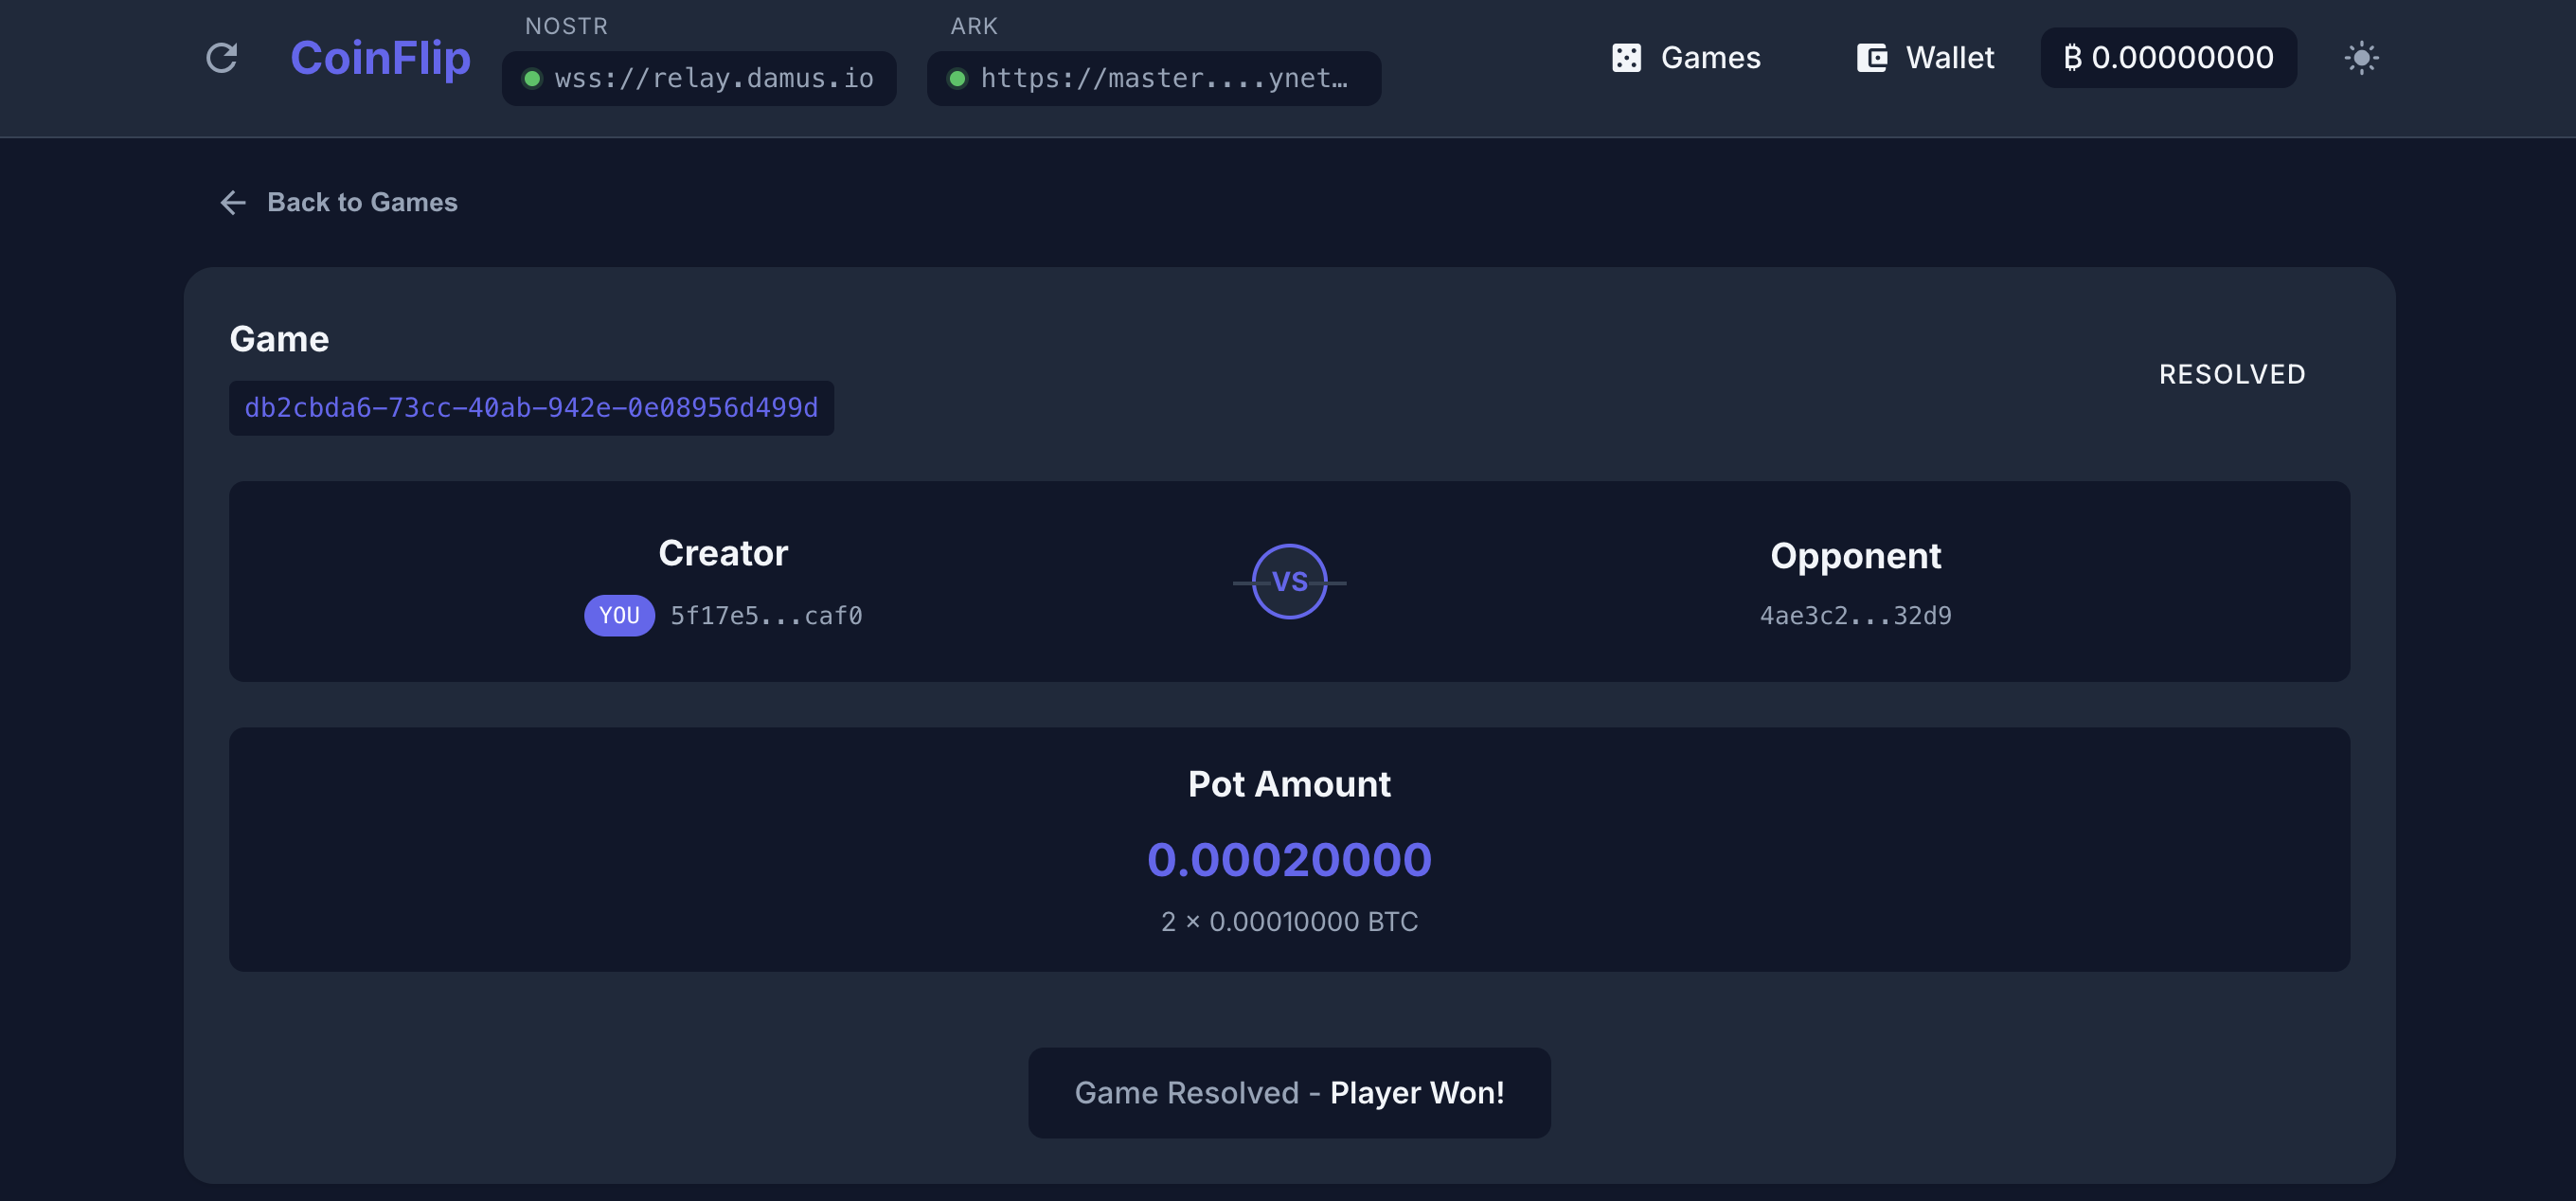 CoinFlip
NOSTR
wss://relay.damus.io
ARK
https://master....ynet…
Games
Wallet
₿ 0.00000000
Back to Games
Game
db2cbda6-73cc-40ab-942e-0e08956d499d
RESOLVED
Creator
YOU 5f17e5...caf0
VS
Opponent
4ae3c2...32d9
Pot Amount
0.00020000
2 × 0.00010000 BTC
Game Resolved - Player Won!